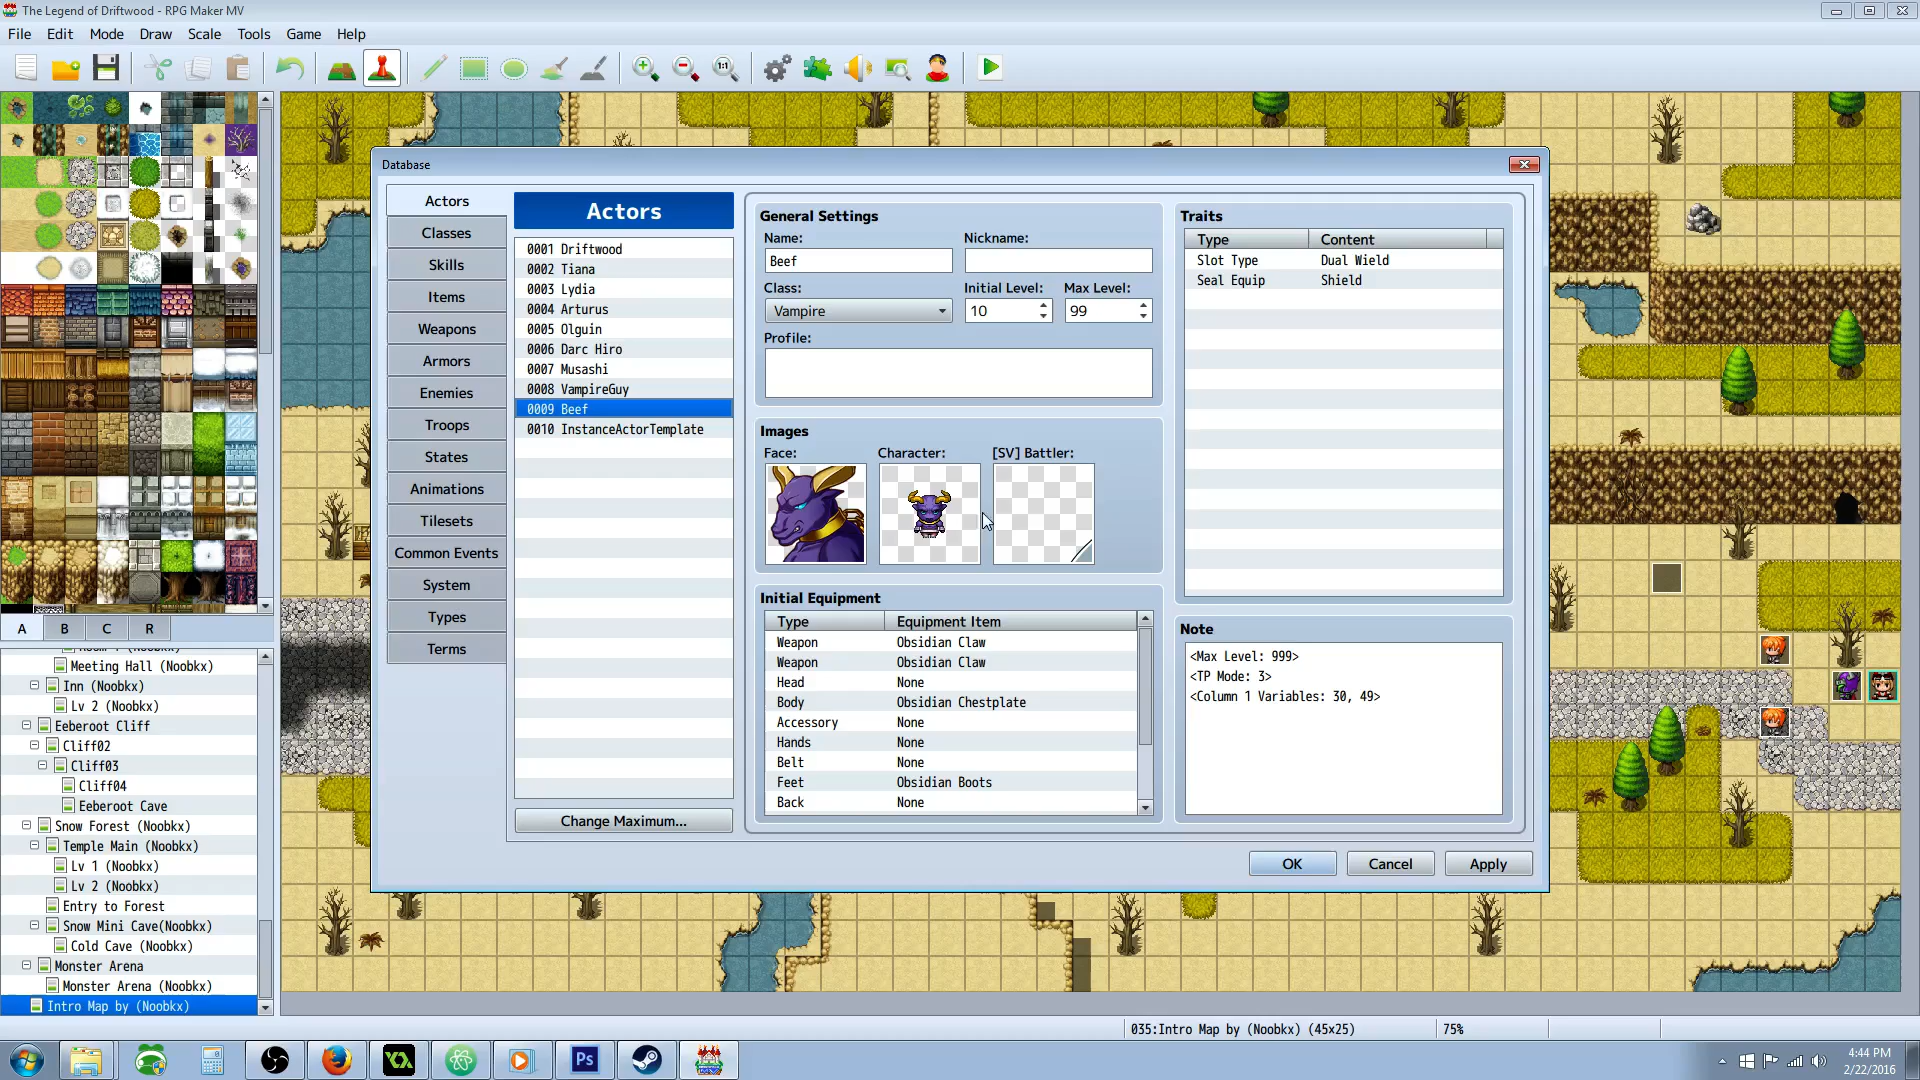 The Legend of Driftwood - RPG Maker MV
File Edit Mode Draw Scale Tools Game Help
1:1
Database
Actors
Classes
Skills
Items
Weapons
Armors
Enemies
Troops
States
Animations
Tilesets
Common Events
System
Types
Terms
Actors
0001 Driftwood
0002 Tiana
0003 Lydia
0004 Arturus
0005 Olguin
0006 Darc Hiro
0007 Musashi
0008 VampireGuy
0009 Beef
0010 InstanceActorTemplate
Change Maximum...
General Settings
Name: Nickname:
Beef
Class: Initial Level: Max Level:
Vampire 10 99
Profile:
Images
Face: Character: [SV] Battler:
Initial Equipment
Type Equipment Item
Weapon Obsidian Claw
Weapon Obsidian Claw
Head None
Body Obsidian Chestplate
Accessory None
Hands None
Belt None
Feet Obsidian Boots
Back None
Traits
Type Content
Slot Type Dual Wield
Seal Equip Shield
Note
<Max Level: 999>
<TP Mode: 3>
<Column 1 Variables: 30, 49>
OK Cancel Apply
A B C R
Meeting Hall (Noobkx)
Inn (Noobkx)
Lv 2 (Noobkx)
Eeberoot Cliff
Cliff02
Cliff03
Cliff04
Eeberoot Cave
Snow Forest (Noobkx)
Temple Main (Noobkx)
Lv 1 (Noobkx)
Lv 2 (Noobkx)
Entry to Forest
Snow Mini Cave(Noobkx)
Cold Cave (Noobkx)
Monster Arena
Monster Arena (Noobkx)
Intro Map by (Noobkx)
035:Intro Map by (Noobkx) (45x25) 75%
Ps
4:44 PM
2/22/2016